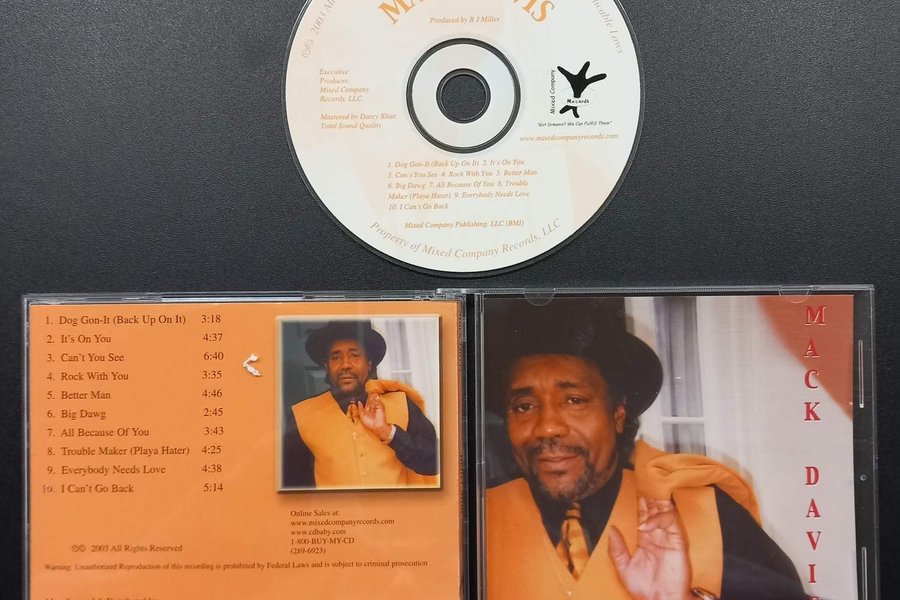 ℗© 2003 All
icable Laws
Produced by B J Miller
Executive
Producer:
Mixed Company
Records, LLC
Mastered by Darcy Khan
Total Sound Quality
Mixed Company
Records
"Got Dreams? We Can Fulfill Them"
www.mixedcompanyrecords.com
1. Dog Gon-It (Back Up On It) 2. It's On You
3. Can't You See 4. Rock With You 5. Better Man
6. Big Dawg 7. All Because Of You 8. Trouble
Maker (Playa Hater) 9. Everybody Needs Love
10. I Can't Go Back
Mixed Company Publishing, LLC (BMI)
Property of Mixed Company Records, LLC
1. Dog Gon-It (Back Up On It) 3:18
2. It's On You 4:37
3. Can't You See 6:40
4. Rock With You 3:35
5. Better Man 4:46
6. Big Dawg 2:45
7. All Because Of You 3:43
8. Trouble Maker (Playa Hater) 4:25
9. Everybody Needs Love 4:38
10. I Can't Go Back 5:14
Online Sales at:
www.mixedcompanyrecords.com
www.cdbaby.com
1-800-BUY-MY-CD
(289-6923)
℗© 2003 All Rights Reserved
Warning: Unauthorized Reproduction of this recording is prohibited by Federal Laws and is subject to criminal prosecution
MACK DAVIS